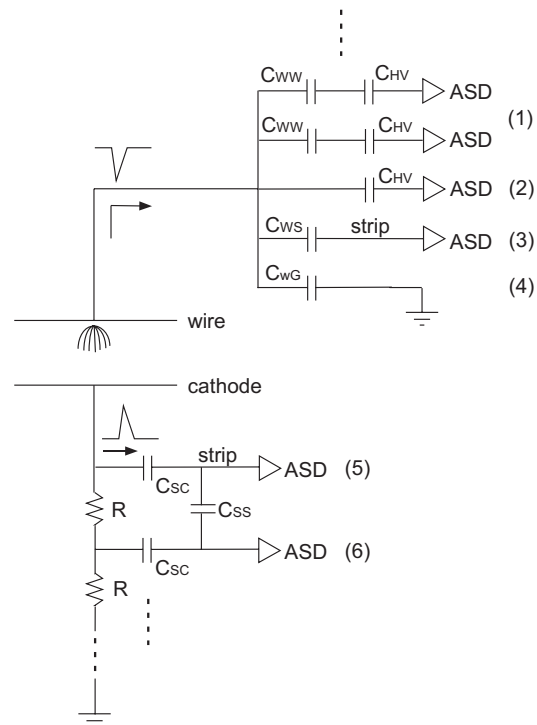 CWW CHV ASD
(1)
CWW CHV ASD
CHV ASD (2)
CWS strip ASD (3)
CWG (4)
wire
cathode
strip ASD (5)
CSC
R CSS
ASD (6)
CSC
R